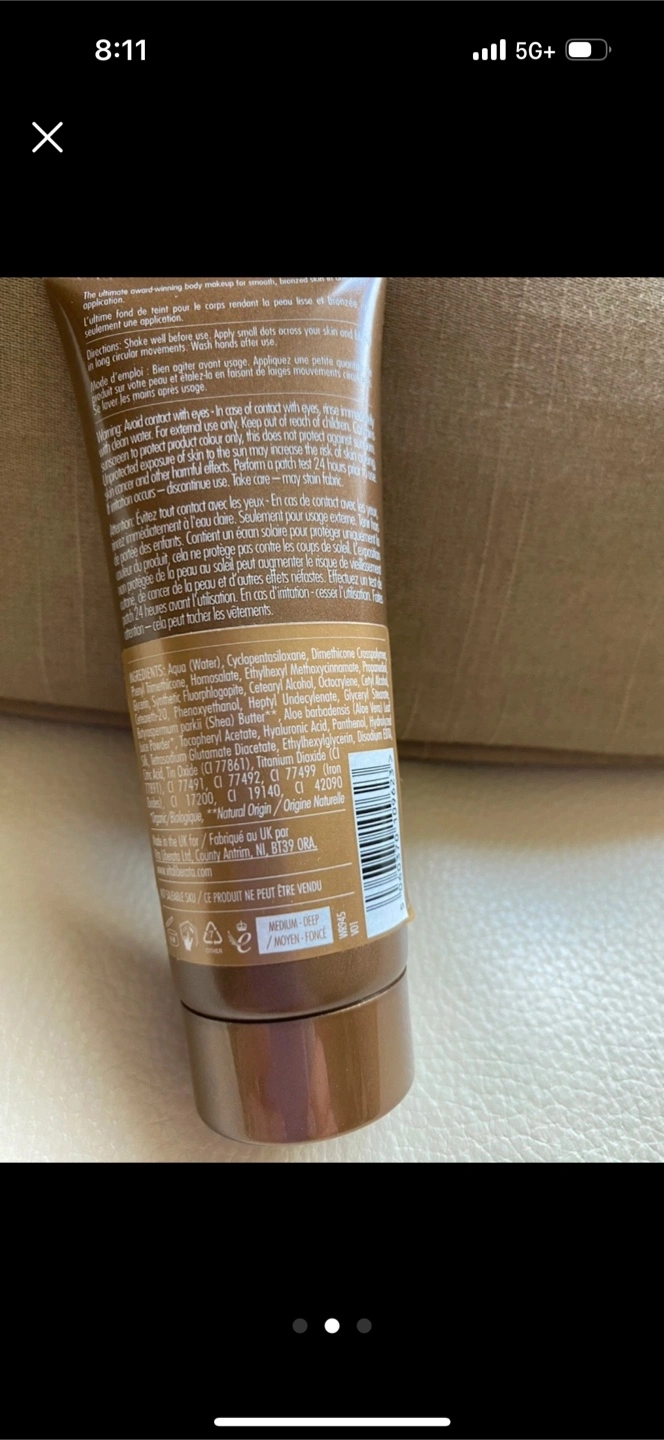 8:11
5G+
The ultimate award-winning body makeup for smooth, bronzed skin in
application.
L'ultime fond de teint pour le corps rendant la peau lisse et bronzée
seulement une application.
Directions: Shake well before use. Apply small dots across your skin and
in long circular movements. Wash hands after use.
Mode d'emploi : Bien agiter avant usage. Appliquez une petite
produit sur votre peau et étalez-la en faisant de larges mouvements
Se laver les mains après usage.
Warning: Avoid contact with eyes - In case of contact with eyes, rinse
with clean water. For external use only. Keep out of reach of children.
sunscreen to protect product colour only, this does not protect against
Unprotected exposure of skin to the sun may increase the risk of skin
skin cancer and other harmful effects. Perform a patch test 24 hours
If irritation occurs – discontinue use. Take care – may stain fabric.
Attention: Évitez tout contact avec les yeux - En cas de contact avec les yeux,
rincez immédiatement à l'eau claire. Seulement pour usage externe. Tenir hors
de portée des enfants. Contient un écran solaire pour protéger uniquement la
couleur du produit, cela ne protège pas contre les coups de soleil. L'exposition
non protégée de la peau au soleil peut augmenter le risque de vieillissement
cutané, de cancer de la peau et d'autres effets néfastes. Effectuez un test de
patch 24 heures avant l'utilisation. En cas d'irritation - cesser l'utilisation. Faites
attention – cela peut tacher les vêtements.
INGREDIENTS: Aqua (Water), Cyclopentasiloxane, Dimethicone Crosspolymer,
Phenyl Trimethicone, Homosalate, Ethylhexyl Methoxycinnamate, Propanediol,
Glycerin, Synthetic Fluorphlogopite, Cetearyl Alcohol, Octocrylene, Cetyl Alcohol,
Ceteareth-20, Phenoxyethanol, Heptyl Undecylenate, Glyceryl Stearate,
Butyrospermum parkii (Shea) Butter**, Aloe barbadensis (Aloe Vera) Leaf
Juice Powder*, Tocopheryl Acetate, Hyaluronic Acid, Panthenol, Hydrolyzed
Silk, Tetrasodium Glutamate Diacetate, Ethylhexylglycerin, Disodium EDTA,
Citric Acid, Tin Oxide (CI 77861), Titanium Dioxide (CI
77891), CI 77491, CI 77492, CI 77499 (Iron
Oxides), CI 17200, CI 19140, CI 42090
*Organic/Biologique, **Natural Origin / Origine Naturelle
Made in the UK for / Fabriqué au UK par
Vita Liberata Ltd, County Antrim, NI, BT39 0RA.
www.vitaliberata.com
SALEABLE SKU / CE PRODUIT NE PEUT ÊTRE VENDU
MEDIUM - DEEP
/ MOYEN - FONCÉ
V01